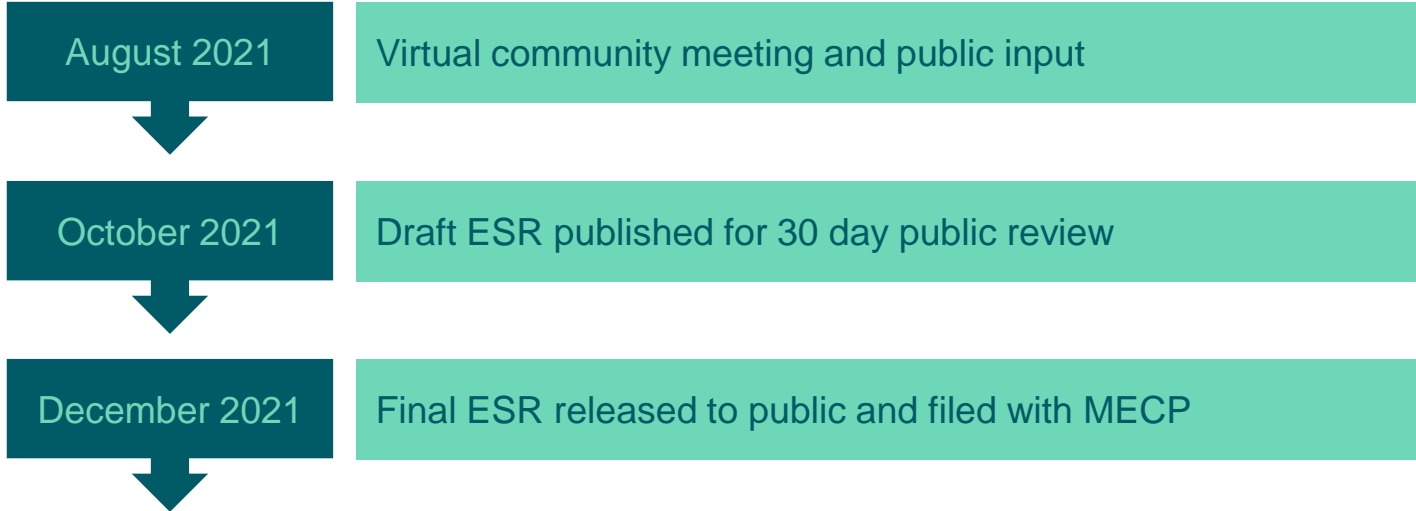 August 2021
Virtual community meeting and public input
October 2021
Draft ESR published for 30 day public review
December 2021
Final ESR released to public and filed with MECP